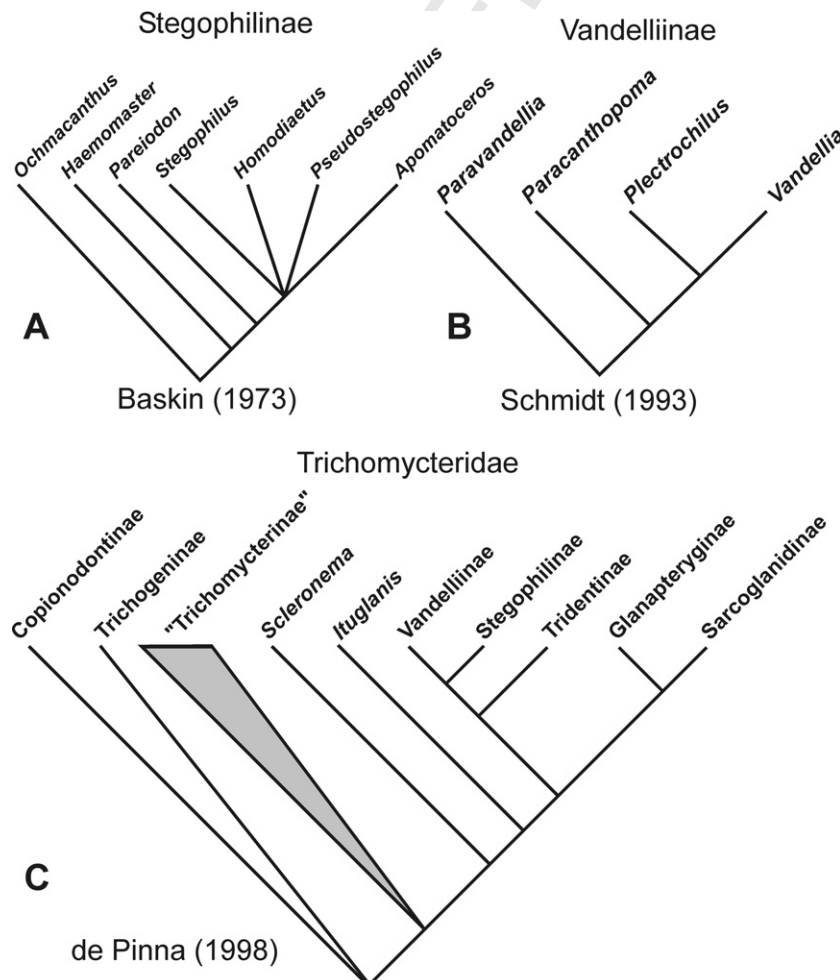 Stegophilinae
Ochmacanthus
Haemomaster
Pareiodon
Stegophilus
Homodiaetus
Pseudostegophilus
Apomatoceros
A
Baskin (1973)
Vandelliinae
Paravandellia
Paracanthopoma
Plectrochilus
Vandellia
B
Schmidt (1993)
Trichomycteridae
Copionodontinae
Trichogeninae
"Trichomycterinae"
Scleronema
Ituglanis
Vandelliinae
Stegophilinae
Tridentinae
Glanapteryginae
Sarcoglanidinae
C
de Pinna (1998)